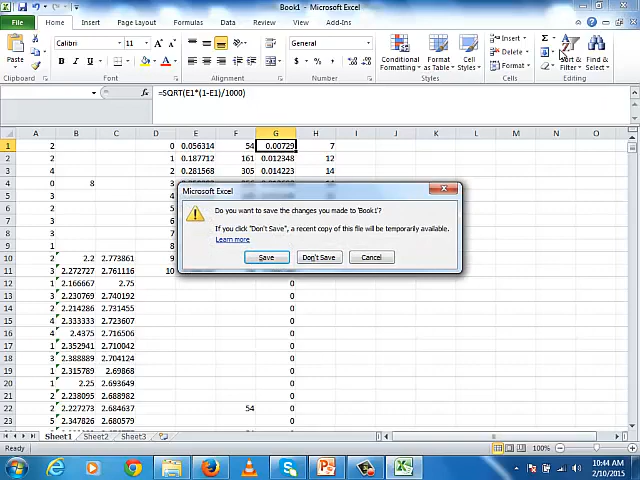 Book1 - Microsoft Excel
File Home Insert Page Layout Formulas Data Review View Add-Ins
Paste
Calibri 11 A A
B I U A
General
$ % ,
Conditional Formatting
Format as Table
Cell Styles
Insert
Delete
Format
Σ
Sort & Filter
Find & Select
Clipboard Font Alignment Number Styles Cells Editing
=SQRT(E1*(1-E1)/1000)
A B C D E F G H I J K L M N O
1 2 0 0.056314 54 0.00729 7
2 2 1 0.187712 161 0.012348 12
3 4 2 0.281568 305 0.014223 14
4 0 8
5 3
6 2
7 3
8 3
9 1 8
10 2 2.2 2.773861 9
11 3 2.272727 2.761116 10
12 1 2.166667 2.75 0
13 3 2.230769 2.740192 0
14 2 2.214286 2.731455 0
15 4 2.333333 2.723607 0
16 4 2.4375 2.716506 0
17 1 2.352941 2.710042 0
18 3 2.388889 2.704124 0
19 1 2.315789 2.69868 0
20 1 2.25 2.693649 0
21 2 2.238095 2.688982 0
22 2 2.227273 2.684637 54 0
23 5 2.347826 2.680571 0
Microsoft Excel
Do you want to save the changes you made to 'Book1'?
If you click "Don't Save", a recent copy of this file will be temporarily available.
Learn more
Save Don't Save Cancel
Sheet1 Sheet2 Sheet3
Ready 100%
10:44 AM
2/10/2015